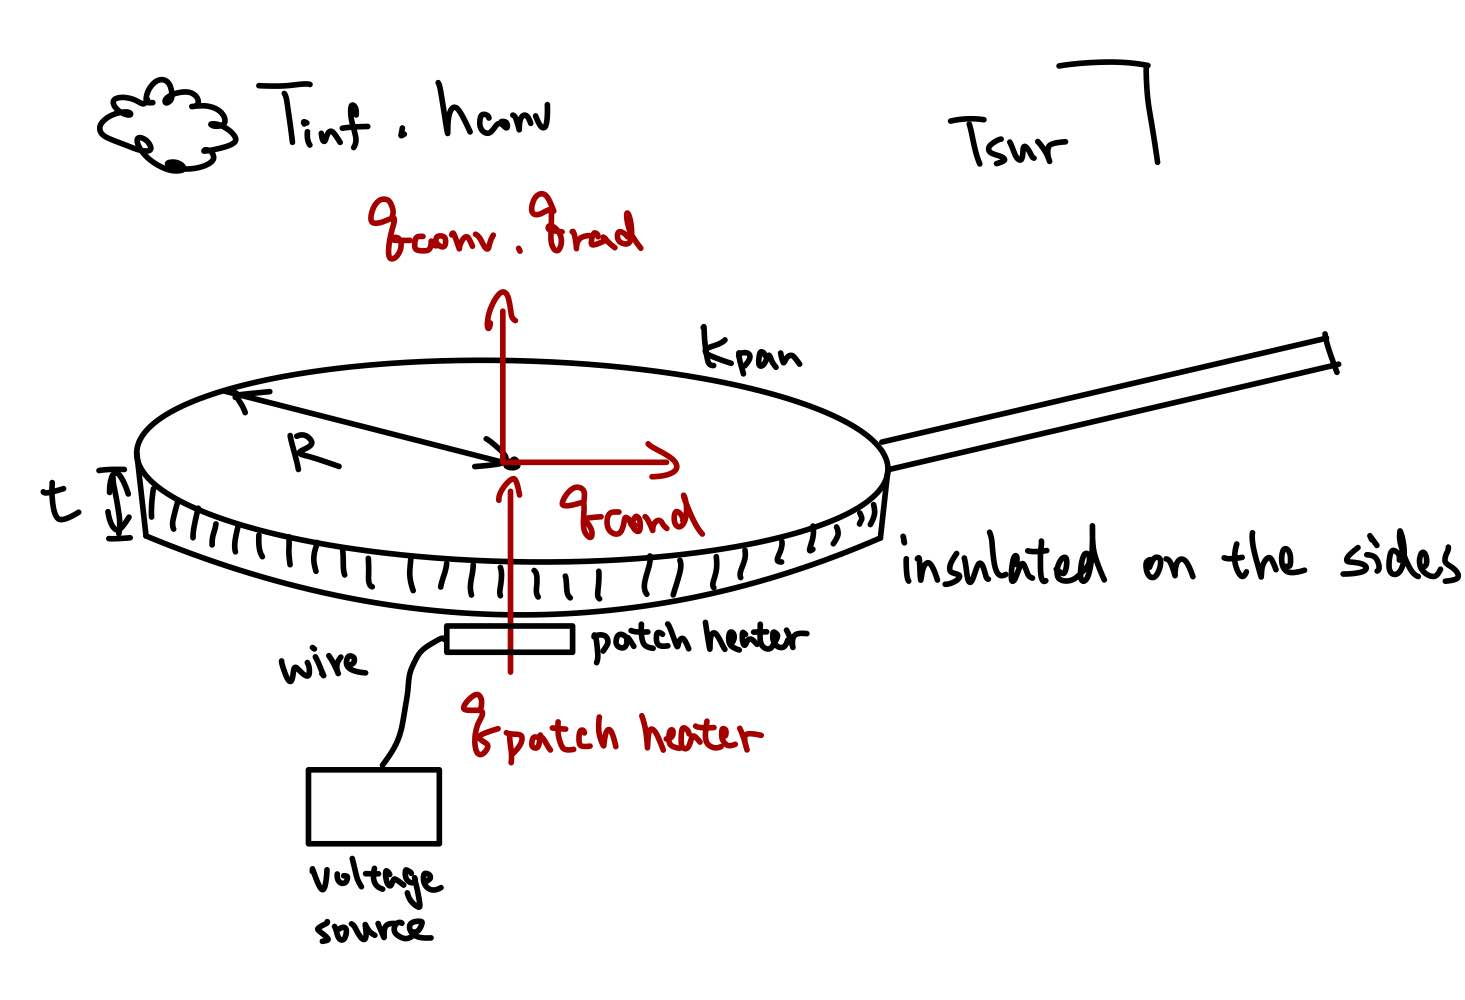 Tinf. hconv
Tsur
qconv. qrad
kpan
R
t
qcond
insulated on the sides
patch heater
wire
qpatch heater
voltage
source